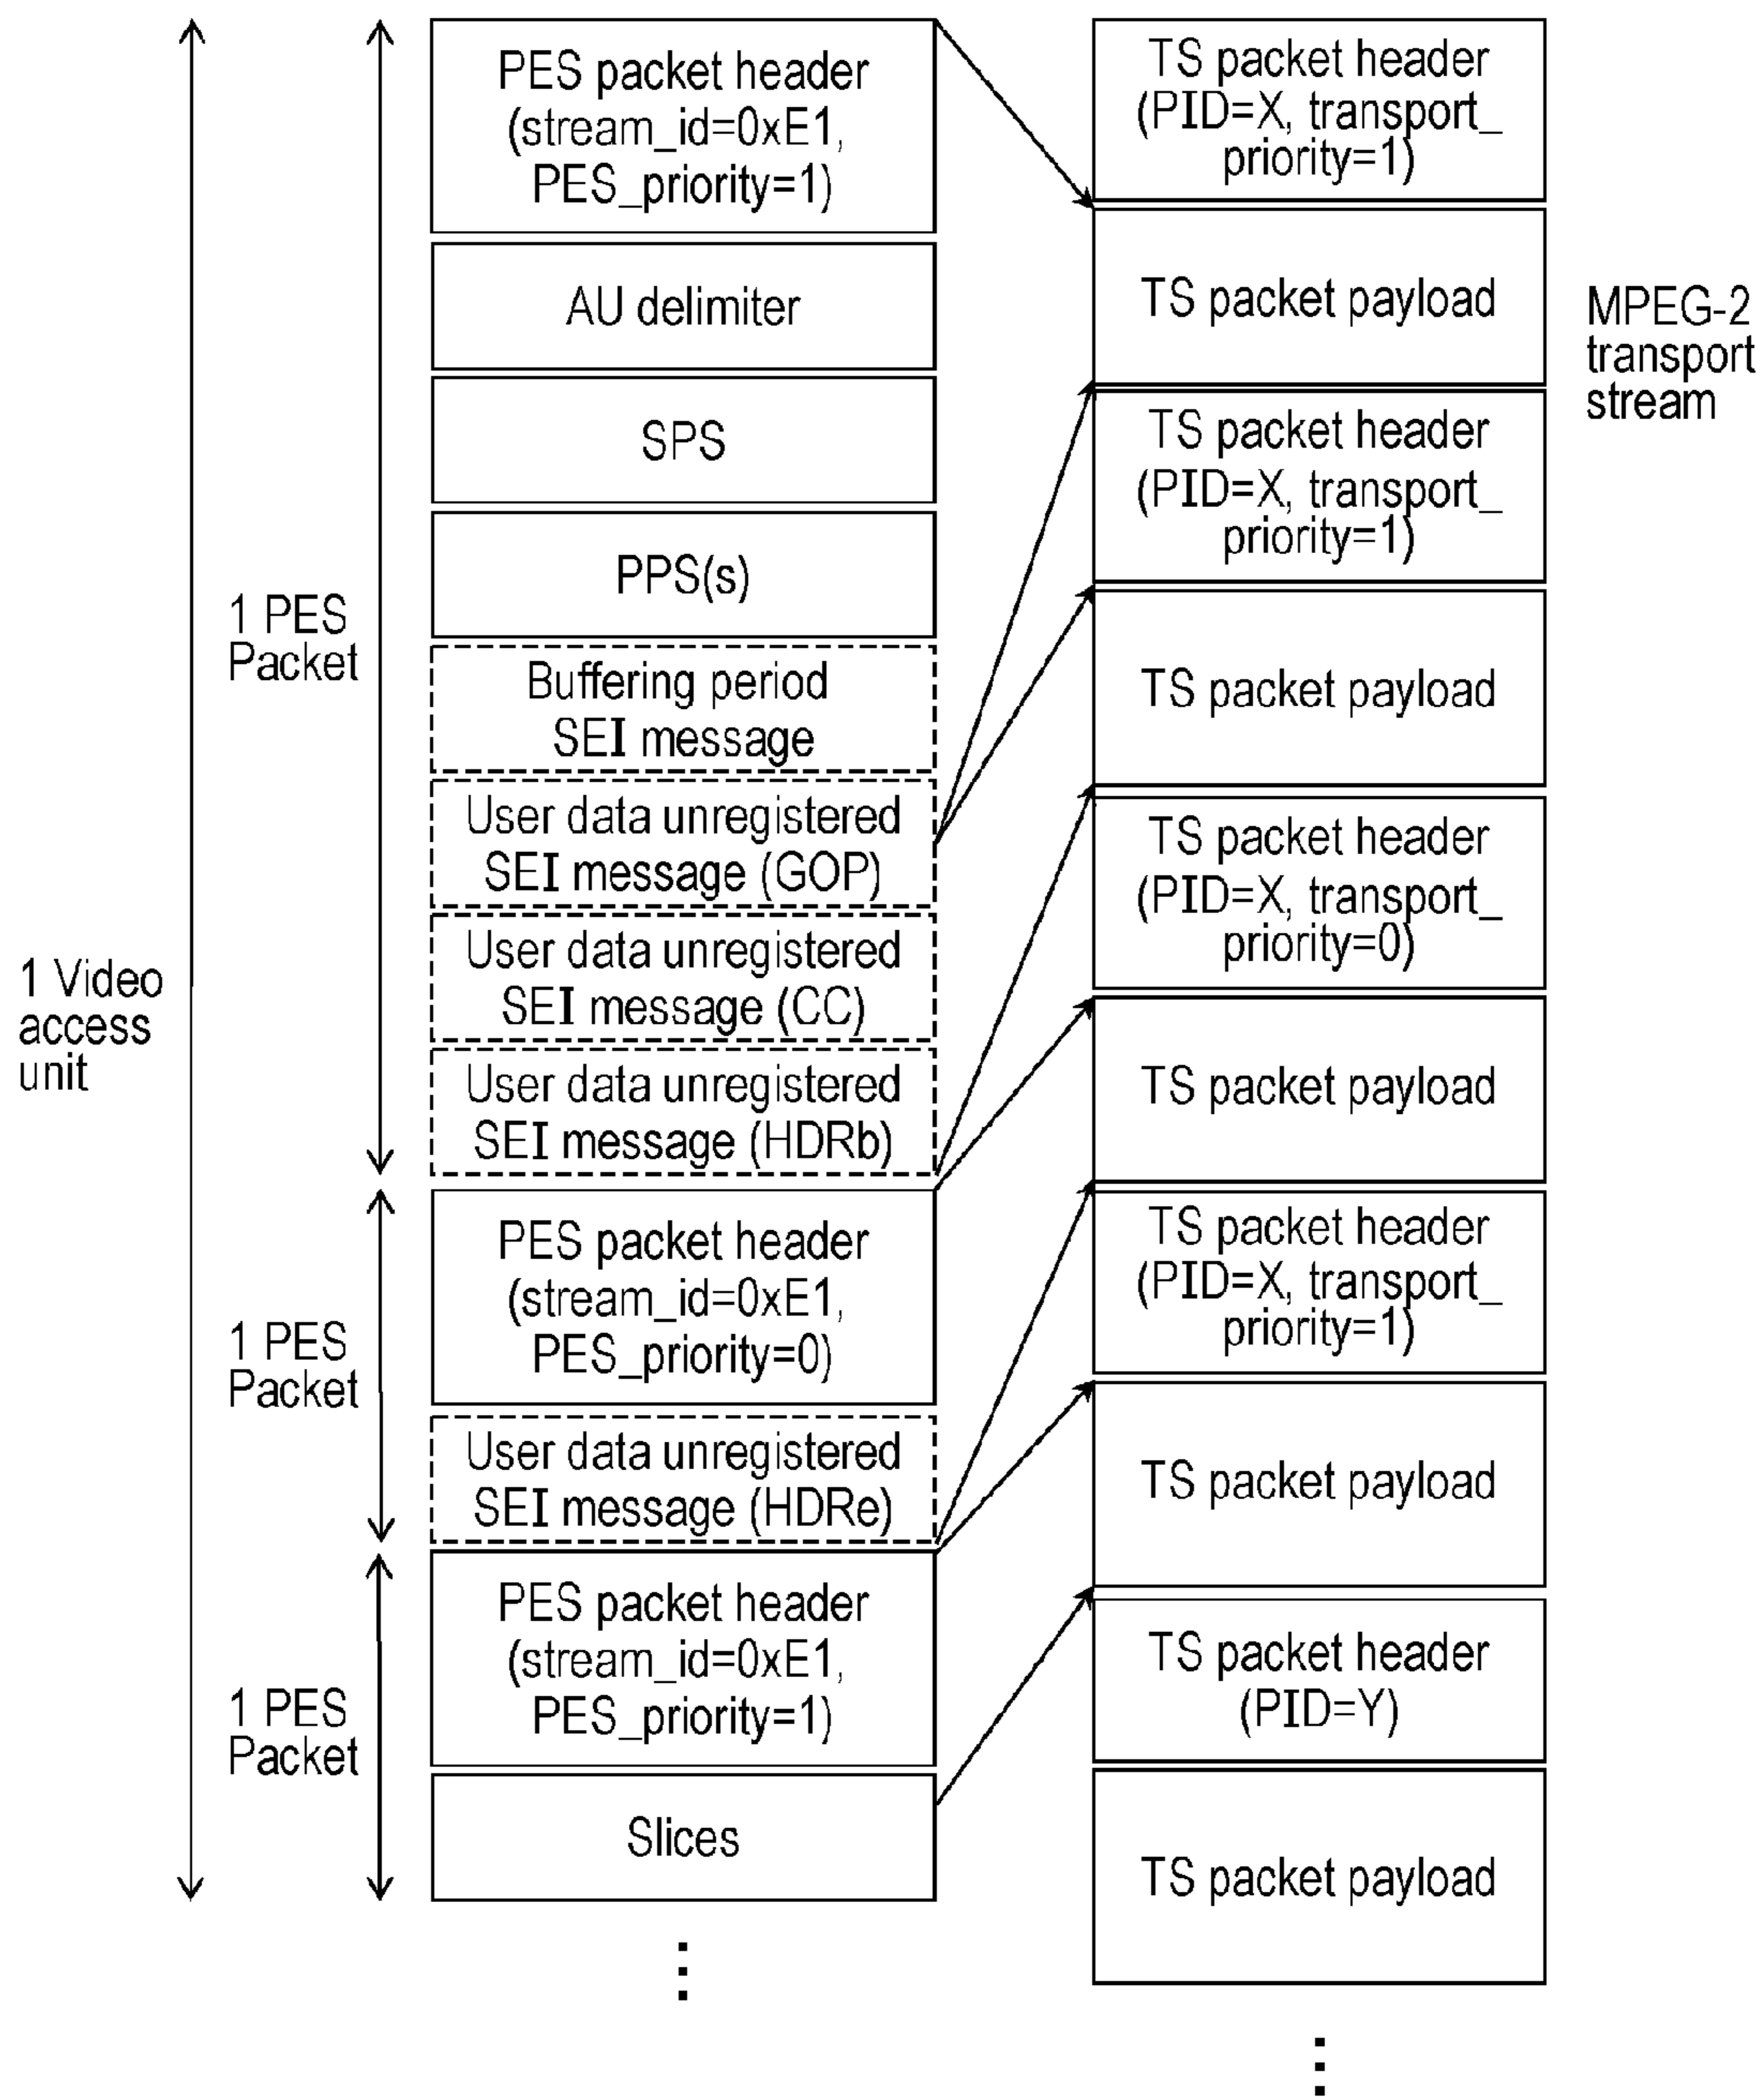 1 Video
access
unit
1 PES
Packet
1 PES
Packet
1 PES
Packet
PES packet header
(stream_id=0xE1,
PES_priority=1)
AU delimiter
SPS
PPS(s)
Buffering period
SEI message
User data unregistered
SEI message (GOP)
User data unregistered
SEI message (CC)
User data unregistered
SEI message (HDRb)
PES packet header
(stream_id=0xE1,
PES_priority=0)
User data unregistered
SEI message (HDRe)
PES packet header
(stream_id=0xE1,
PES_priority=1)
Slices
TS packet header
(PID=X, transport_
priority=1)
TS packet payload
TS packet header
(PID=X, transport_
priority=1)
TS packet payload
TS packet header
(PID=X, transport_
priority=0)
TS packet payload
TS packet header
(PID=X, transport_
priority=1)
TS packet payload
TS packet header
(PID=Y)
TS packet payload
MPEG-2
transport
stream